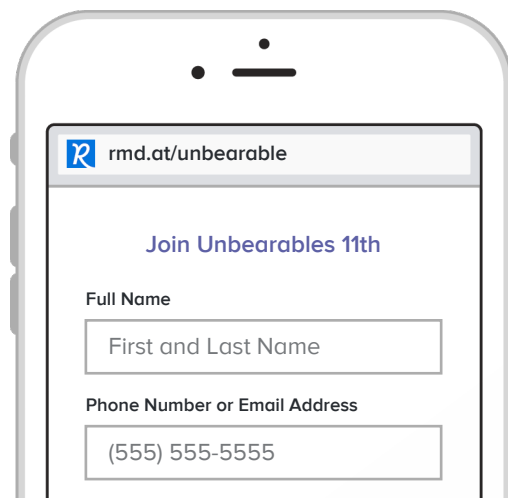 rmd.at/unbearable
Join Unbearables 11th
Full Name
First and Last Name
Phone Number or Email Address
(555) 555-5555